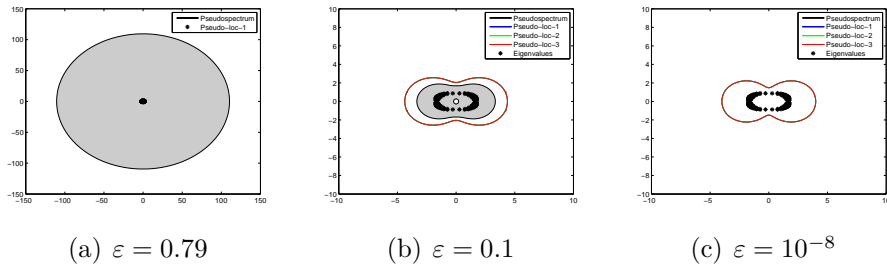 150
100
50
0
−50
−100
−150
−150 −100 −50 0 50 100 150
Pseudospectrum
Pseudo−loc−1
10
8
6
4
2
0
−2
−4
−6
−8
−10
−10 −5 0 5 10
Pseudospectrum
Pseudo−loc−1
Pseudo−loc−2
Pseudo−loc−3
Eigenvalues
10
8
6
4
2
0
−2
−4
−6
−8
−10
−10 −5 0 5 10
Pseudospectrum
Pseudo−loc−1
Pseudo−loc−2
Pseudo−loc−3
Eigenvalues
(a) ε = 0.79
(b) ε = 0.1
(c) ε = 10⁻⁸